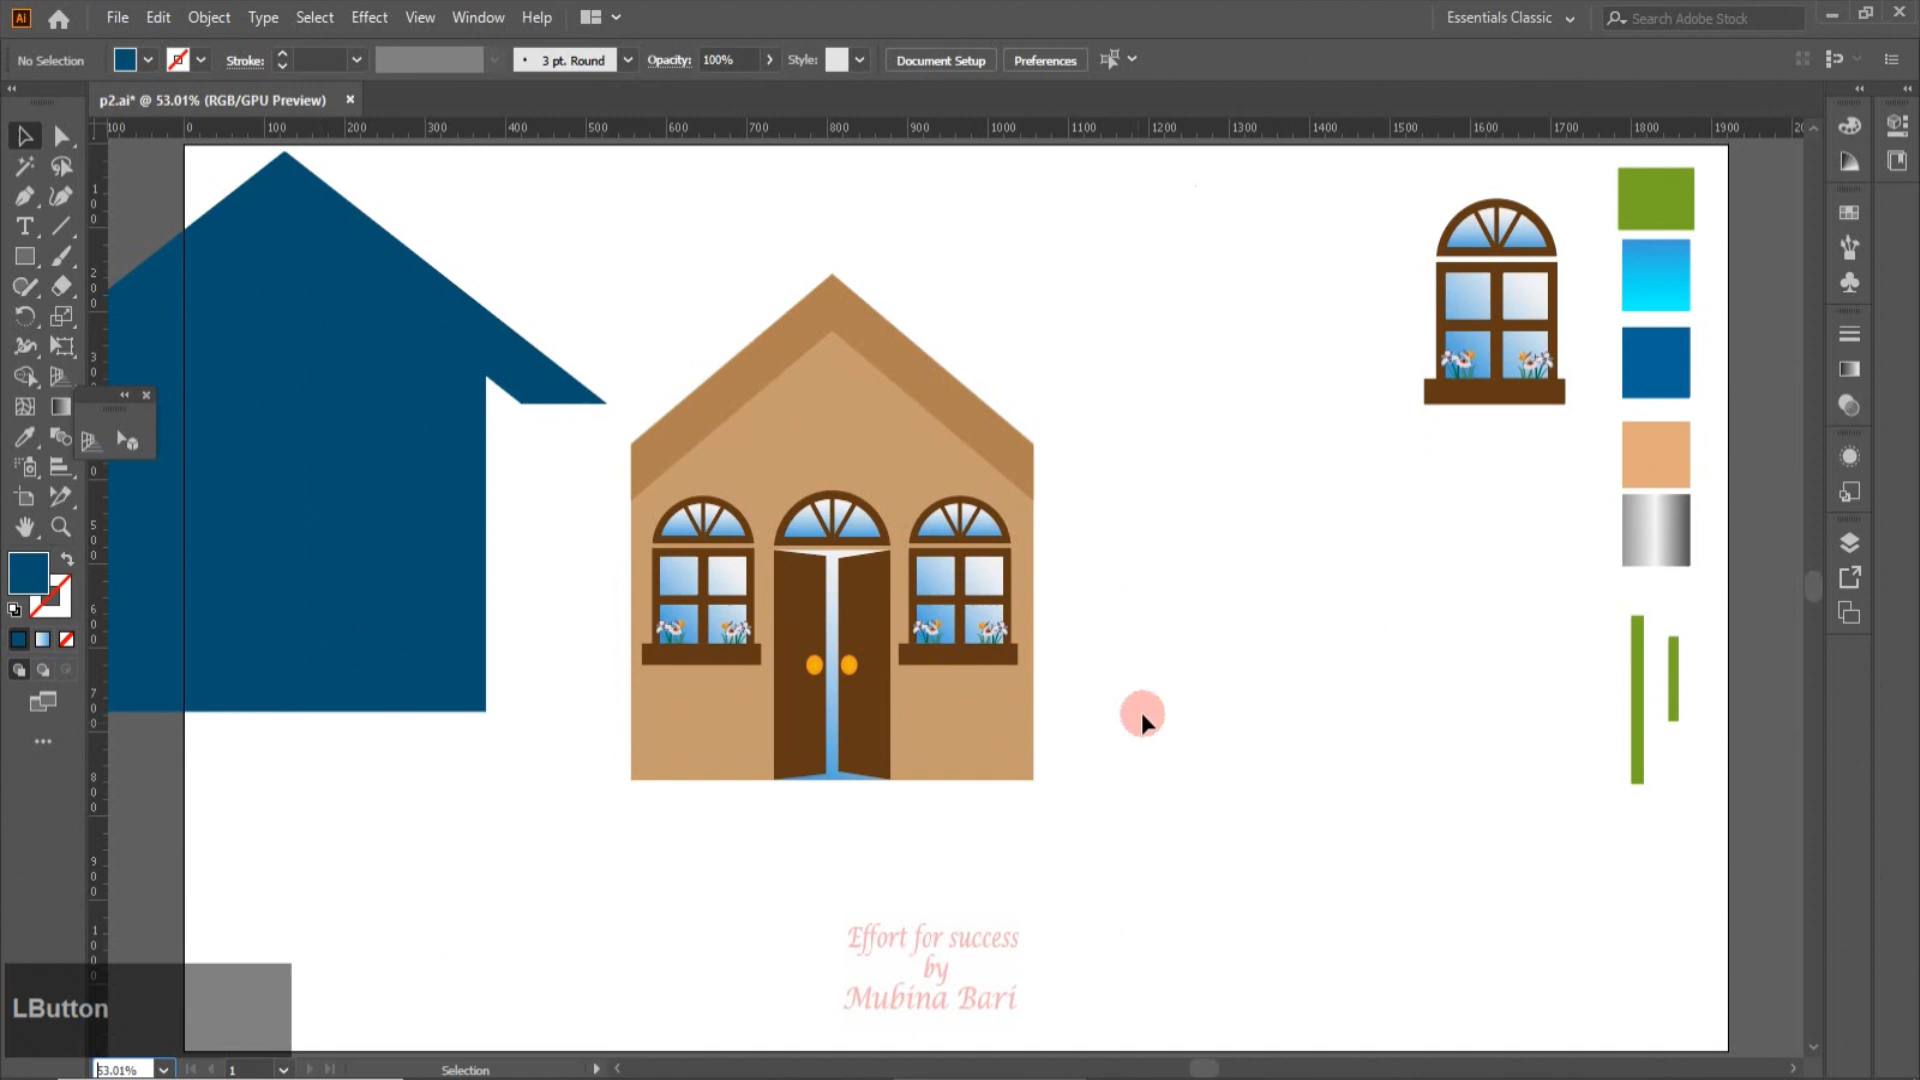 Ai File Edit Object Type Select Effect View Window Help Essentials Classic Search Adobe Stock
No Selection Stroke: 3 pt. Round Opacity: 100% Style: Document Setup Preferences
p2.ai* @ 53.01% (RGB/GPU Preview)
100 0 100 200 300 400 500 600 700 800 900 1000 1100 1200 1300 1400 1500 1600 1700 1800 1900
Effort for success
by
Mubina Bari
LButton
53.01% 1 Selection